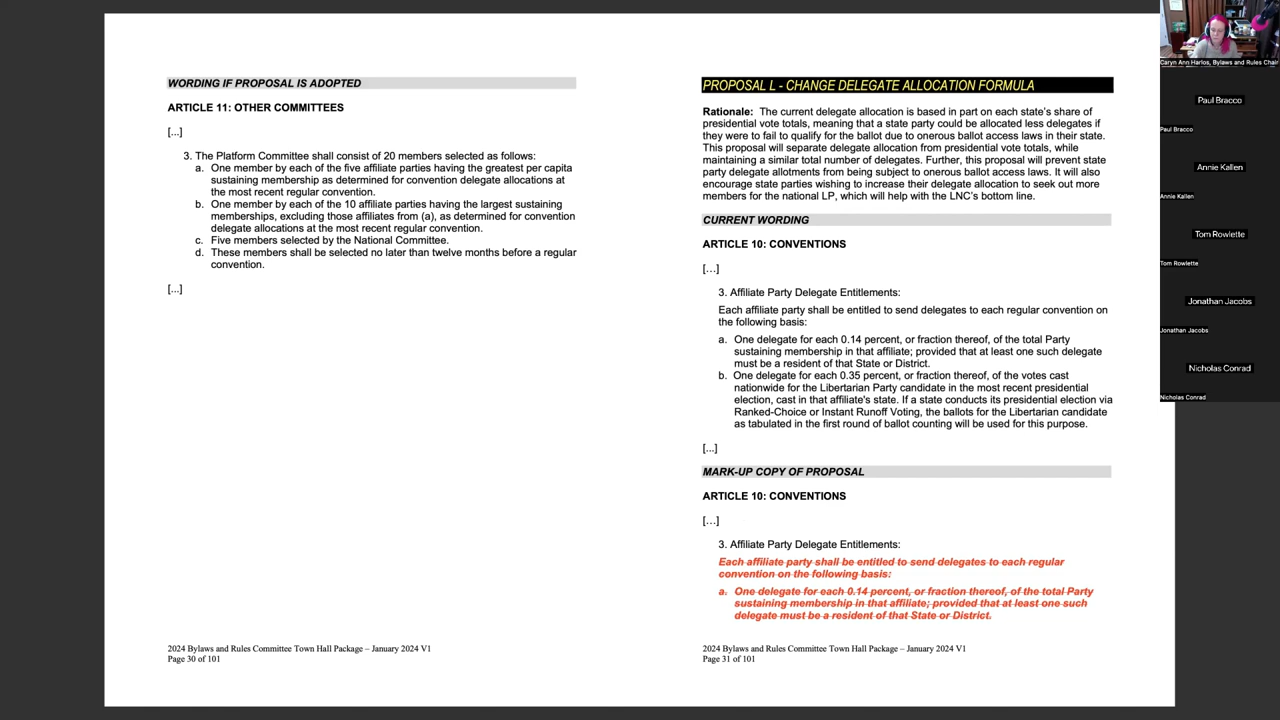 WORDING IF PROPOSAL IS ADOPTED
ARTICLE 11: OTHER COMMITTEES
[...]
3. The Platform Committee shall consist of 20 members selected as follows:
a. One member by each of the five affiliate parties having the greatest per capita
sustaining membership as determined for convention delegate allocations at
the most recent regular convention.
b. One member by each of the 10 affiliate parties having the largest sustaining
memberships, excluding those affiliates from (a), as determined for convention
delegate allocations at the most recent regular convention.
c. Five members selected by the National Committee.
d. These members shall be selected no later than twelve months before a regular
convention.
[...]
2024 Bylaws and Rules Committee Town Hall Package – January 2024 V1
Page 30 of 101
PROPOSAL L - CHANGE DELEGATE ALLOCATION FORMULA
Rationale: The current delegate allocation is based in part on each state's share of
presidential vote totals, meaning that a state party could be allocated less delegates if
they were to fail to qualify for the ballot due to onerous ballot access laws in their state.
This proposal will separate delegate allocation from presidential vote totals, while
maintaining a similar total number of delegates. Further, this proposal will prevent state
party delegate allotments from being subject to onerous ballot access laws. It will also
encourage state parties wishing to increase their delegate allocation to seek out more
members for the national LP, which will help with the LNC's bottom line.
CURRENT WORDING
ARTICLE 10: CONVENTIONS
[…]
3. Affiliate Party Delegate Entitlements:
Each affiliate party shall be entitled to send delegates to each regular convention on
the following basis:
a. One delegate for each 0.14 percent, or fraction thereof, of the total Party
sustaining membership in that affiliate; provided that at least one such delegate
must be a resident of that State or District.
b. One delegate for each 0.35 percent, or fraction thereof, of the votes cast
nationwide for the Libertarian Party candidate in the most recent presidential
election, cast in that affiliate's state. If a state conducts its presidential election via
Ranked-Choice or Instant Runoff Voting, the ballots for the Libertarian candidate
as tabulated in the first round of ballot counting will be used for this purpose.
[...]
MARK-UP COPY OF PROPOSAL
ARTICLE 10: CONVENTIONS
[…]
3. Affiliate Party Delegate Entitlements:
Each affiliate party shall be entitled to send delegates to each regular
convention on the following basis:
a. One delegate for each 0.14 percent, or fraction thereof, of the total Party
sustaining membership in that affiliate; provided that at least one such
delegate must be a resident of that State or District.
2024 Bylaws and Rules Committee Town Hall Package – January 2024 V1
Page 31 of 101
Caryn Ann Harlos, Bylaws and Rules Chair
Paul Bracco
Paul Bracco
Annie Kallen
Annie Kallen
Tom Rowlette
Tom Rowlette
Jonathan Jacobs
Jonathan Jacobs
Nicholas Conrad
Nicholas Conrad